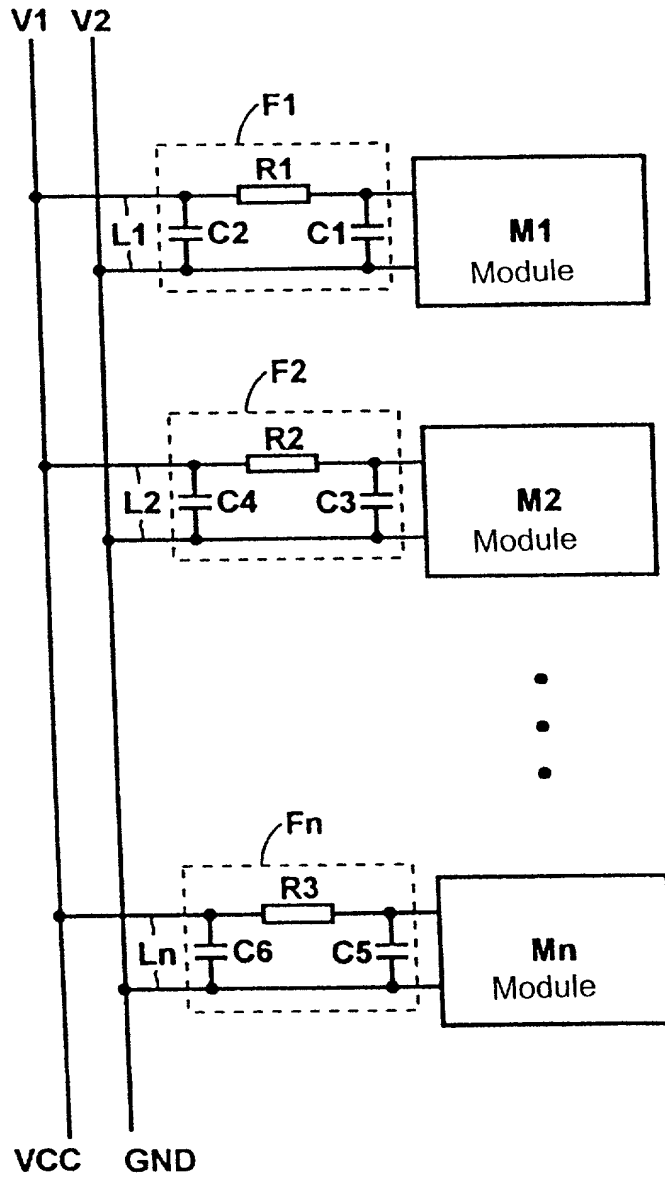 V1 V2
F1
R1
L1 C2 C1
M1
Module
F2
R2
L2 C4 C3
M2
Module
Fn
R3
Ln C6 C5
Mn
Module
VCC GND